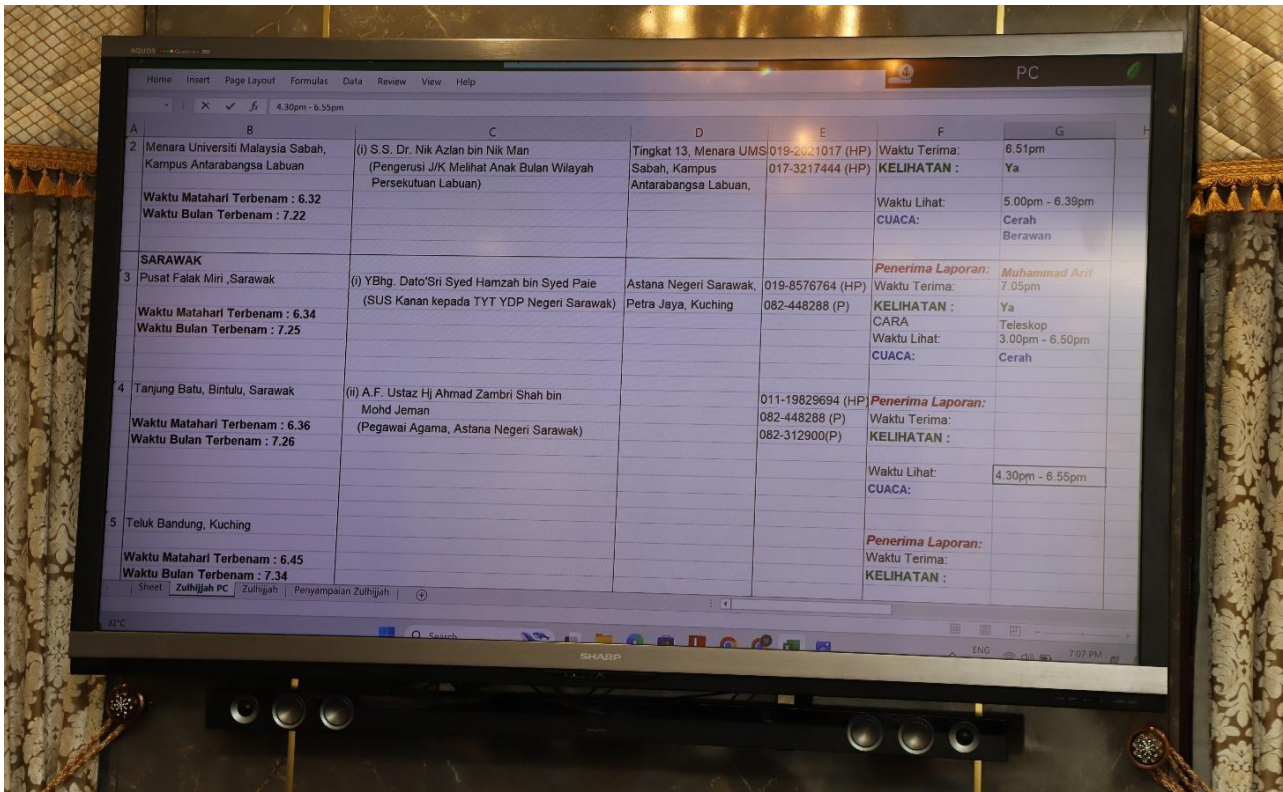 AQUOS
Home Insert Page Layout Formulas Data Review View Help
4
PC
4.30pm - 6.55pm
A B C D E F G H
2 Menara Universiti Malaysia Sabah, (i) S.S. Dr. Nik Azlan bin Nik Man Tingkat 13, Menara UMS 019-2021017 (HP) Waktu Terima: 6.51pm
Kampus Antarabangsa Labuan (Pengerusi J/K Melihat Anak Bulan Wilayah Sabah, Kampus 017-3217444 (HP) KELIHATAN : Ya
Persekutuan Labuan) Antarabangsa Labuan,
Waktu Matahari Terbenam : 6.32 Waktu Lihat: 5.00pm - 6.39pm
Waktu Bulan Terbenam : 7.22 CUACA: Cerah
Berawan
SARAWAK Penerima Laporan: Muhammad Arif
3 Pusat Falak Miri ,Sarawak (i) YBhg. Dato'Sri Syed Hamzah bin Syed Paie Astana Negeri Sarawak, 019-8576764 (HP) Waktu Terima: 7.05pm
(SUS Kanan kepada TYT YDP Negeri Sarawak) Petra Jaya, Kuching 082-448288 (P) KELIHATAN : Ya
Waktu Matahari Terbenam : 6.34 CARA Teleskop
Waktu Bulan Terbenam : 7.25 Waktu Lihat: 3.00pm - 6.50pm
CUACA: Cerah
4 Tanjung Batu, Bintulu, Sarawak (ii) A.F. Ustaz Hj Ahmad Zambri Shah bin 011-19829694 (HP) Penerima Laporan:
Mohd Jeman 082-448288 (P) Waktu Terima:
Waktu Matahari Terbenam : 6.36 (Pegawai Agama, Astana Negeri Sarawak) 082-312900(P) KELIHATAN :
Waktu Bulan Terbenam : 7.26
Waktu Lihat: 4.30pm - 6.55pm
CUACA:
5 Teluk Bandung, Kuching
Penerima Laporan:
Waktu Matahari Terbenam : 6.45 Waktu Terima:
Waktu Bulan Terbenam : 7.34 KELIHATAN :
Sheet Zulhijjah PC Zulhijjah Penyampaian Zulhijjah
32°C
Search
ENG
7:07 PM
SHARP